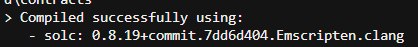 > Compiled successfully using:
- solc: 0.8.19+commit.7dd6d404.Emscripten.clang